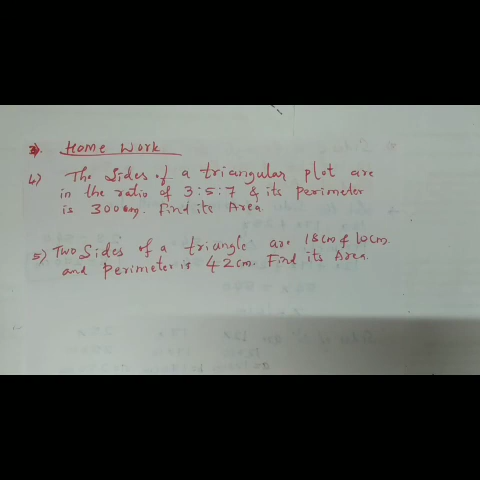 Home Work
4) The Sides of a triangular plot are
in the ratio of 3:5:7 & its perimeter
is 300m. Find its Area
5) Two Sides of a triangle are 18cm & 10cm.
and perimeter is 42cm. Find its Area.